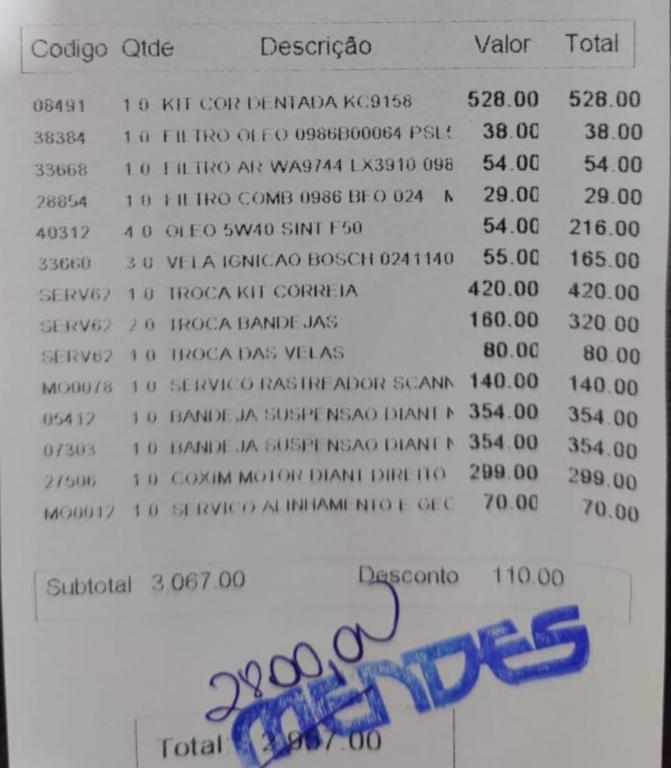 Codigo Qtde Descrição Valor Total
08491 1.0 KIT COR DENTADA KC9158 528.00 528.00
38384 1.0 FILTRO OLEO 0986B00064 PSL5 38.00 38.00
33668 1.0 FILTRO AR WA9744 LX3910 098 54.00 54.00
28854 1.0 FILTRO COMB 0986 BFO 024 M 29.00 29.00
40312 4.0 OLEO 5W40 SINT F50 54.00 216.00
33660 3.0 VELA IGNICAO BOSCH 0241140 55.00 165.00
SERV62 1.0 TROCA KIT CORREIA 420.00 420.00
SERV62 2.0 TROCA BANDEJAS 160.00 320.00
SERV62 1.0 TROCA DAS VELAS 80.00 80.00
MO0078 1.0 SERVICO RASTREADOR SCANN 140.00 140.00
05412 1.0 BANDEJA SUSPENSAO DIANT 354.00 354.00
07303 1.0 BANDEJA SUSPENSAO DIANT 354.00 354.00
27506 1.0 COXIM MOTOR DIANT DIREITO 299.00 299.00
MO0012 1.0 SERVICO ALINHAMENTO E GEO 70.00 70.00
Subtotal 3.067.00 Desconto 110.00
2800,00
MENDES
Total: 2.957.00